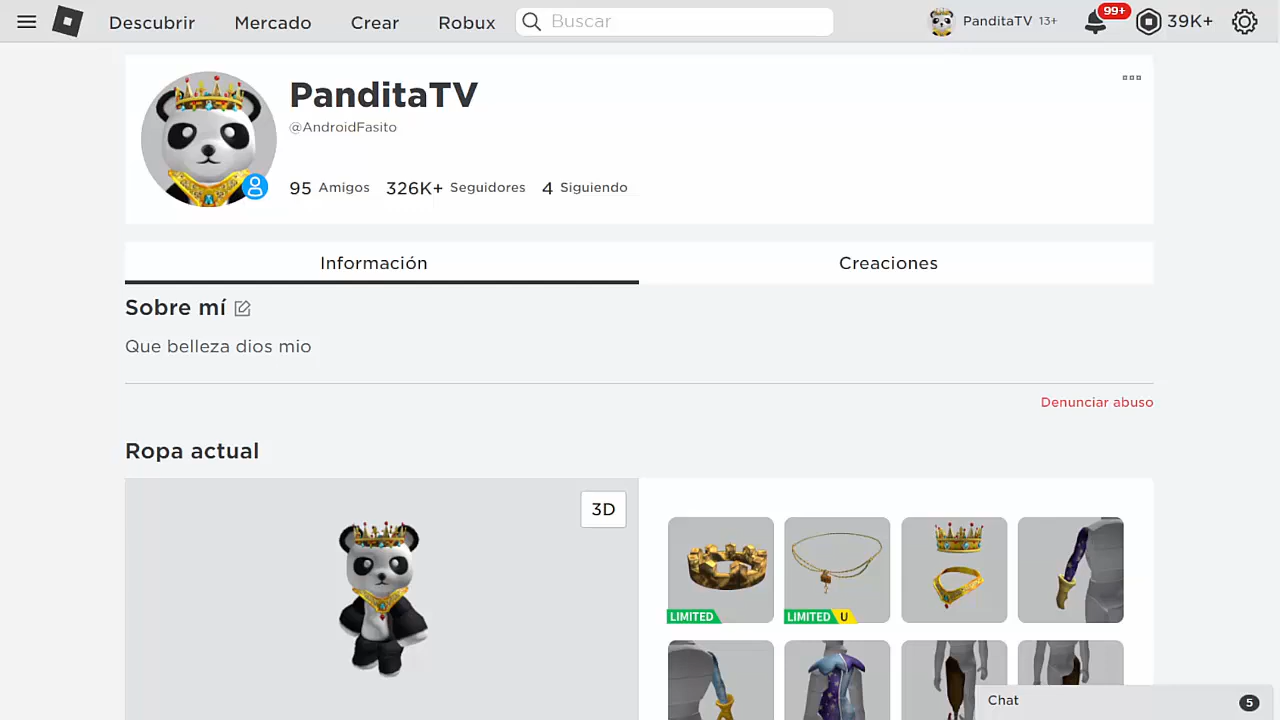 Descubrir Mercado Crear Robux Buscar PanditaTV 13+ 99+ 39K+
PanditaTV
@AndroidFasito
95 Amigos 326K+ Seguidores 4 Siguiendo
Información Creaciones
Sobre mí
Que belleza dios mio
Denunciar abuso
Ropa actual
3D
LIMITED LIMITED U
Chat 5